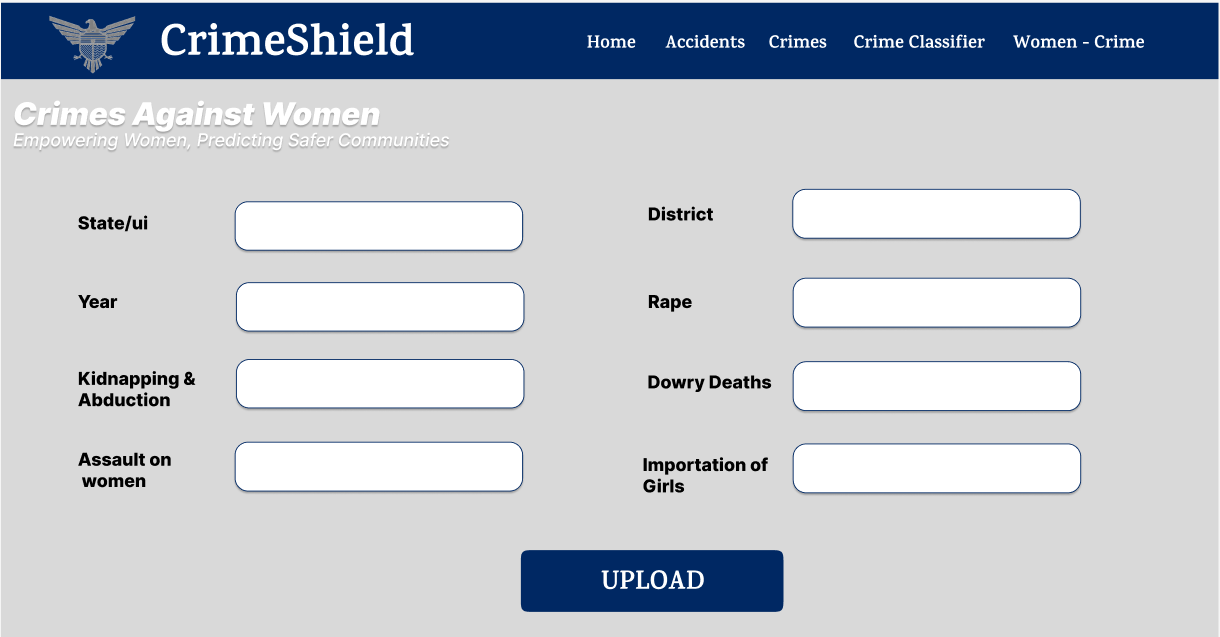 CrimeShield
Home Accidents Crimes Crime Classifier Women - Crime
Crimes Against Women
Empowering Women, Predicting Safer Communities
State/ui
District
Year
Rape
Kidnapping &
Abduction
Dowry Deaths
Assault on
women
Importation of
Girls
UPLOAD